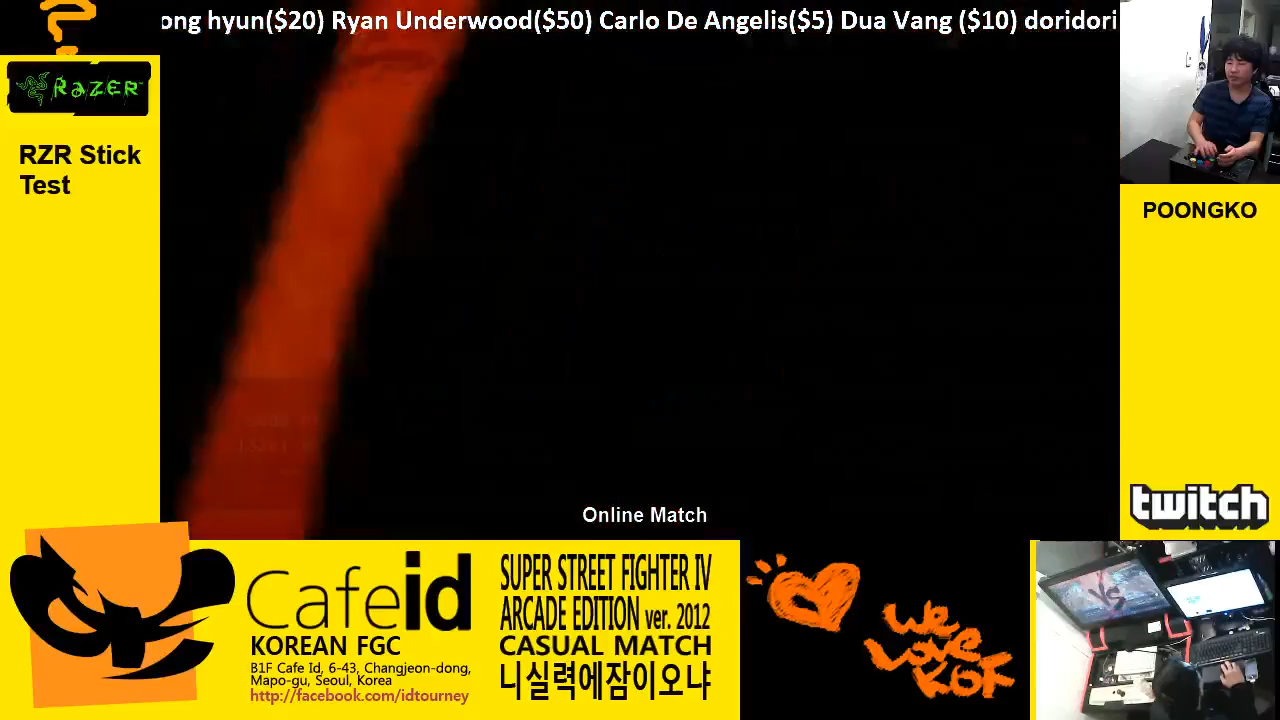 ong hyun($20) Ryan Underwood($50) Carlo De Angelis($5) Dua Vang ($10) doridori
RAZER
RZR Stick
Test
POONGKO
Online Match
twitch
Cafeid
KOREAN FGC
B1F Cafe Id, 6-43, Changjeon-dong,
Mapo-gu, Seoul, Korea
http://facebook.com/idtourney
SUPER STREET FIGHTER IV
ARCADE EDITION ver. 2012
CASUAL MATCH
니실력에잠이오냐
We
Love
KOF
VS